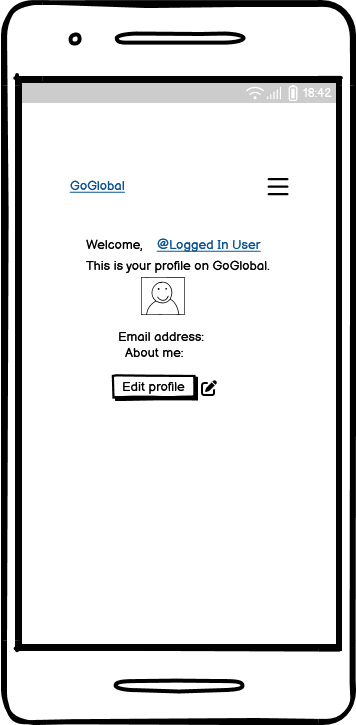 18:42
GoGlobal
Welcome, @Logged In User
This is your profile on GoGlobal.
Email address:
About me:
Edit profile